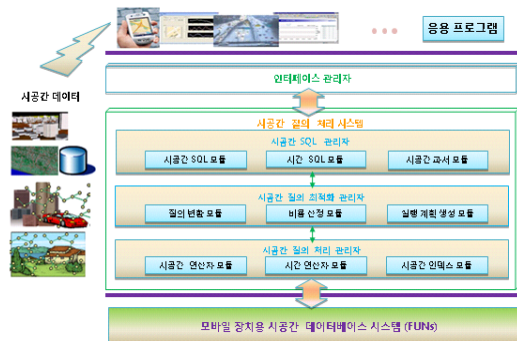 응용 프로그램
인터페이스 관리자
시공간 데이터
시공간 질의 처리 시스템
시공간 SQL 관리자
시공간 SQL 모듈
시간 SQL 모듈
시공간 파서 모듈
시공간 질의 최적화 관리자
질의 변환 모듈
비용 산정 모듈
실행 계획 생성 모듈
시공간 질의 처리 관리자
시공간 연산자 모듈
시간 연산자 모듈
시공간 인덱스 모듈
모바일 장치용 시공간 데이터베이스 시스템 (FUNs)